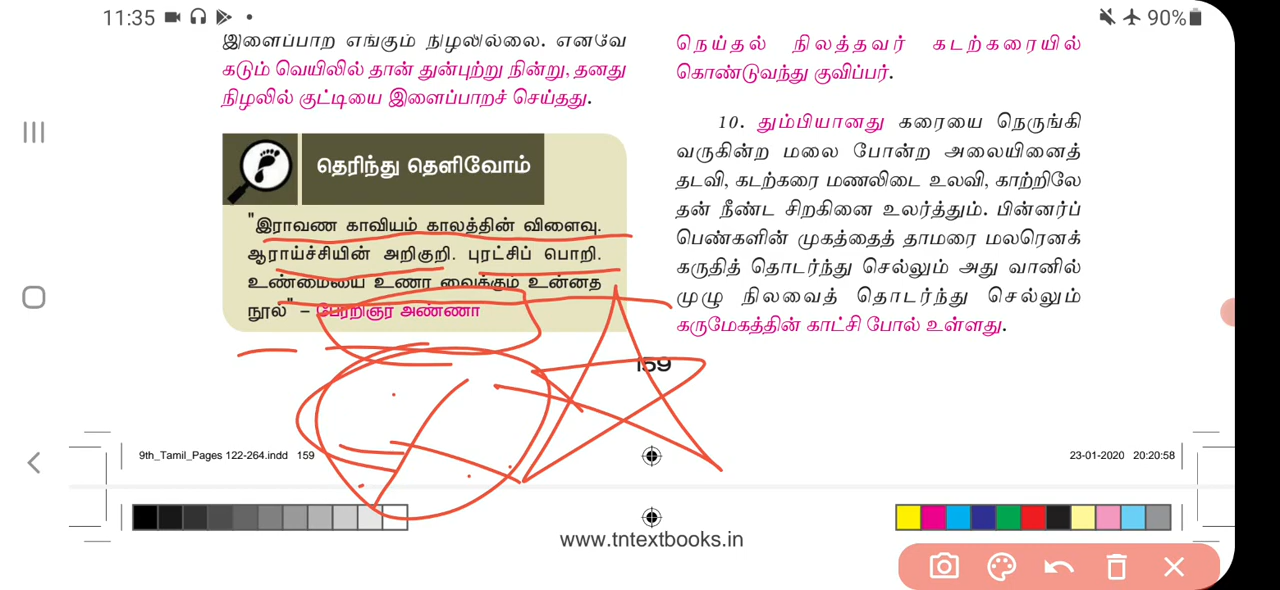 11:35
90%
இளைப்பாற எங்கும் நிழலில்லை. எனவே
கடும் வெயிலில் தான் துன்புற்று நின்று, தனது
நிழலில் குட்டியை இளைப்பாறச் செய்தது.
தெரிந்து தெளிவோம்
"இராவண காவியம் காலத்தின் விளைவு.
ஆராய்ச்சியின் அறிகுறி. புரட்சிப் பொறி.
உண்மையை உணர வைக்கும் உன்னத
நூல்" – பேரறிஞர் அண்ணா
நெய்தல் நிலத்தவர் கடற்கரையில்
கொண்டுவந்து குவிப்பர்.
10. தும்பியானது கரையை நெருங்கி
வருகின்ற மலை போன்ற அலையினைத்
தடவி, கடற்கரை மணலிடை உலவி, காற்றிலே
தன் நீண்ட சிறகினை உலர்த்தும். பின்னர்ப்
பெண்களின் முகத்தைத் தாமரை மலரெனக்
கருதித் தொடர்ந்து செல்லும் அது வானில்
முழு நிலவைத் தொடர்ந்து செல்லும்
கருமேகத்தின் காட்சி போல் உள்ளது.
159
9th_Tamil_Pages 122-264.indd 159
23-01-2020 20:20:58
www.tntextbooks.in